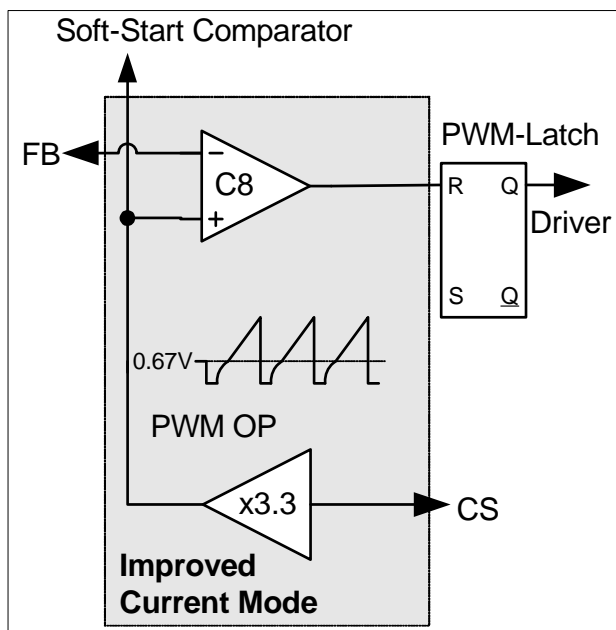 Soft-Start Comparator
FB
PWM-Latch
−
C8
+
R Q
Driver
S Q
0.67V
PWM OP
x3.3
CS
Improved
Current Mode